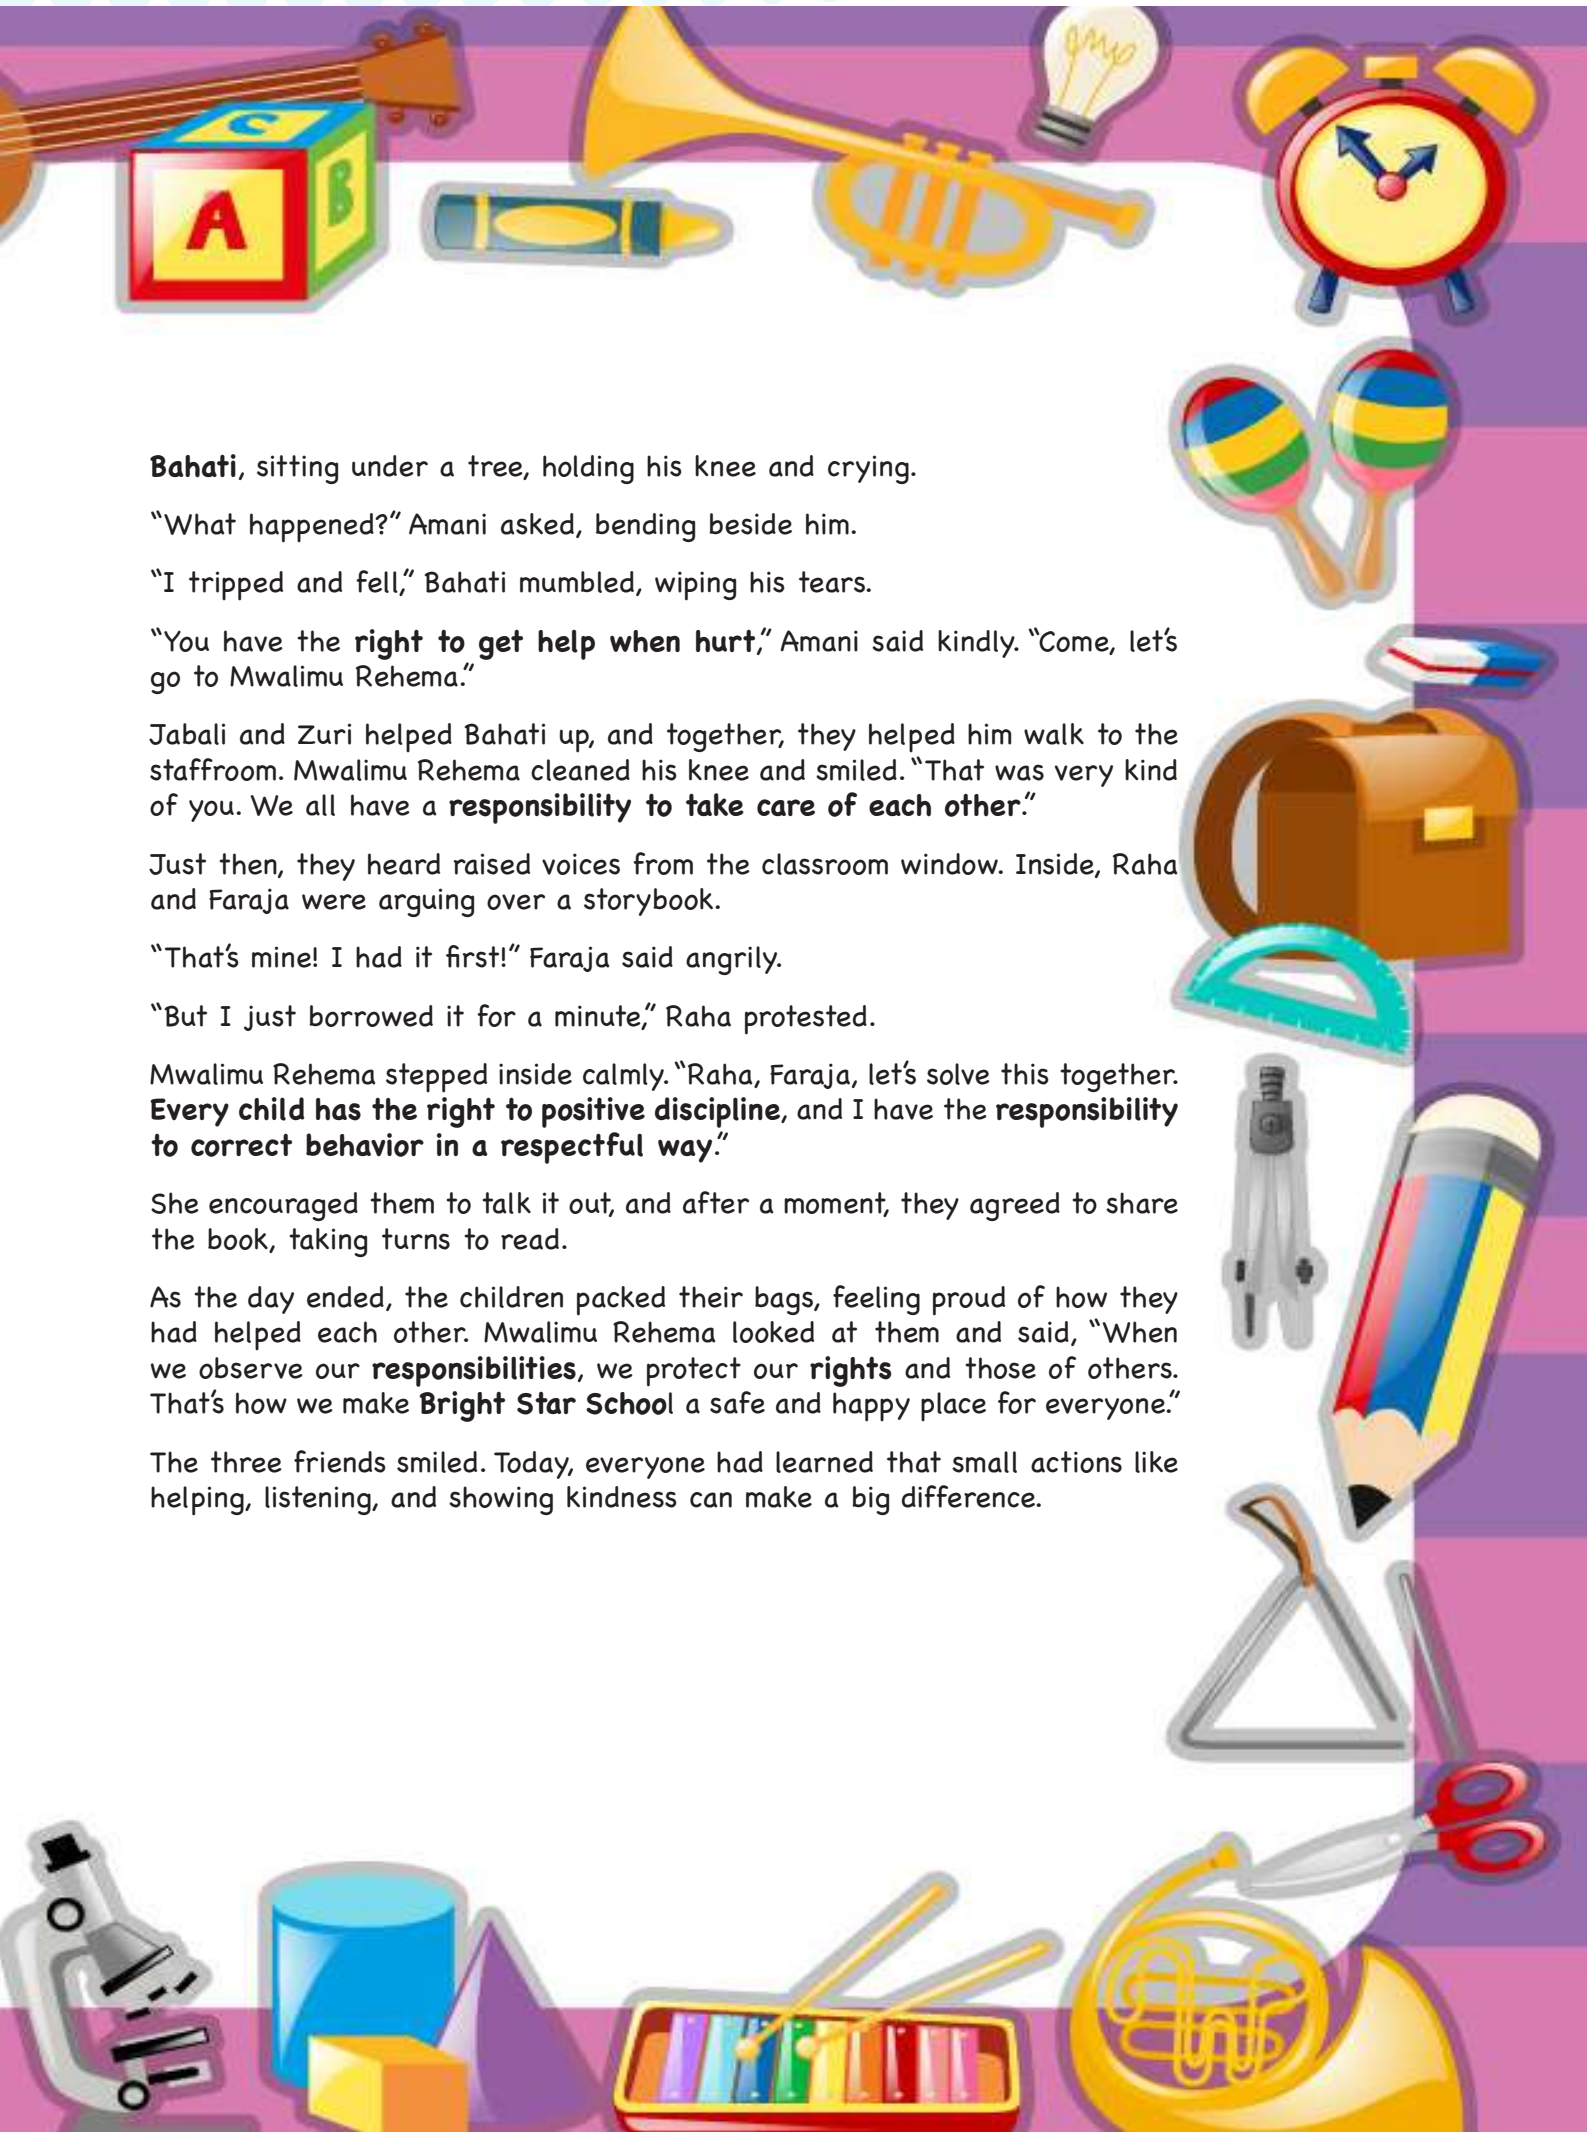 C
A
B
Bahati, sitting under a tree, holding his knee and crying.
“What happened?” Amani asked, bending beside him.
“I tripped and fell,” Bahati mumbled, wiping his tears.
“You have the right to get help when hurt,” Amani said kindly. “Come, let’s
go to Mwalimu Rehema.”
Jabali and Zuri helped Bahati up, and together, they helped him walk to the
staffroom. Mwalimu Rehema cleaned his knee and smiled. “That was very kind
of you. We all have a responsibility to take care of each other.”
Just then, they heard raised voices from the classroom window. Inside, Raha
and Faraja were arguing over a storybook.
“That’s mine! I had it first!” Faraja said angrily.
“But I just borrowed it for a minute,” Raha protested.
Mwalimu Rehema stepped inside calmly. “Raha, Faraja, let’s solve this together.
Every child has the right to positive discipline, and I have the responsibility
to correct behavior in a respectful way.”
She encouraged them to talk it out, and after a moment, they agreed to share
the book, taking turns to read.
As the day ended, the children packed their bags, feeling proud of how they
had helped each other. Mwalimu Rehema looked at them and said, “When
we observe our responsibilities, we protect our rights and those of others.
That’s how we make Bright Star School a safe and happy place for everyone.”
The three friends smiled. Today, everyone had learned that small actions like
helping, listening, and showing kindness can make a big difference.